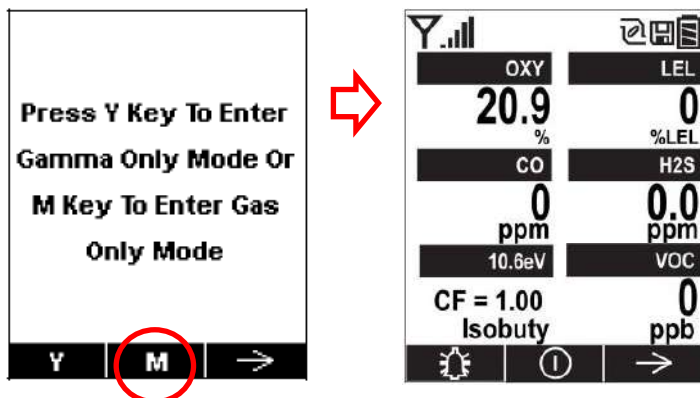 Press Y Key To Enter
Gamma Only Mode Or
M Key To Enter Gas
Only Mode
Y M
OXY LEL
20.9 0
% %LEL
CO H2S
0 0.0
ppm ppm
10.6eV VOC
CF = 1.00 0
Isobuty ppb